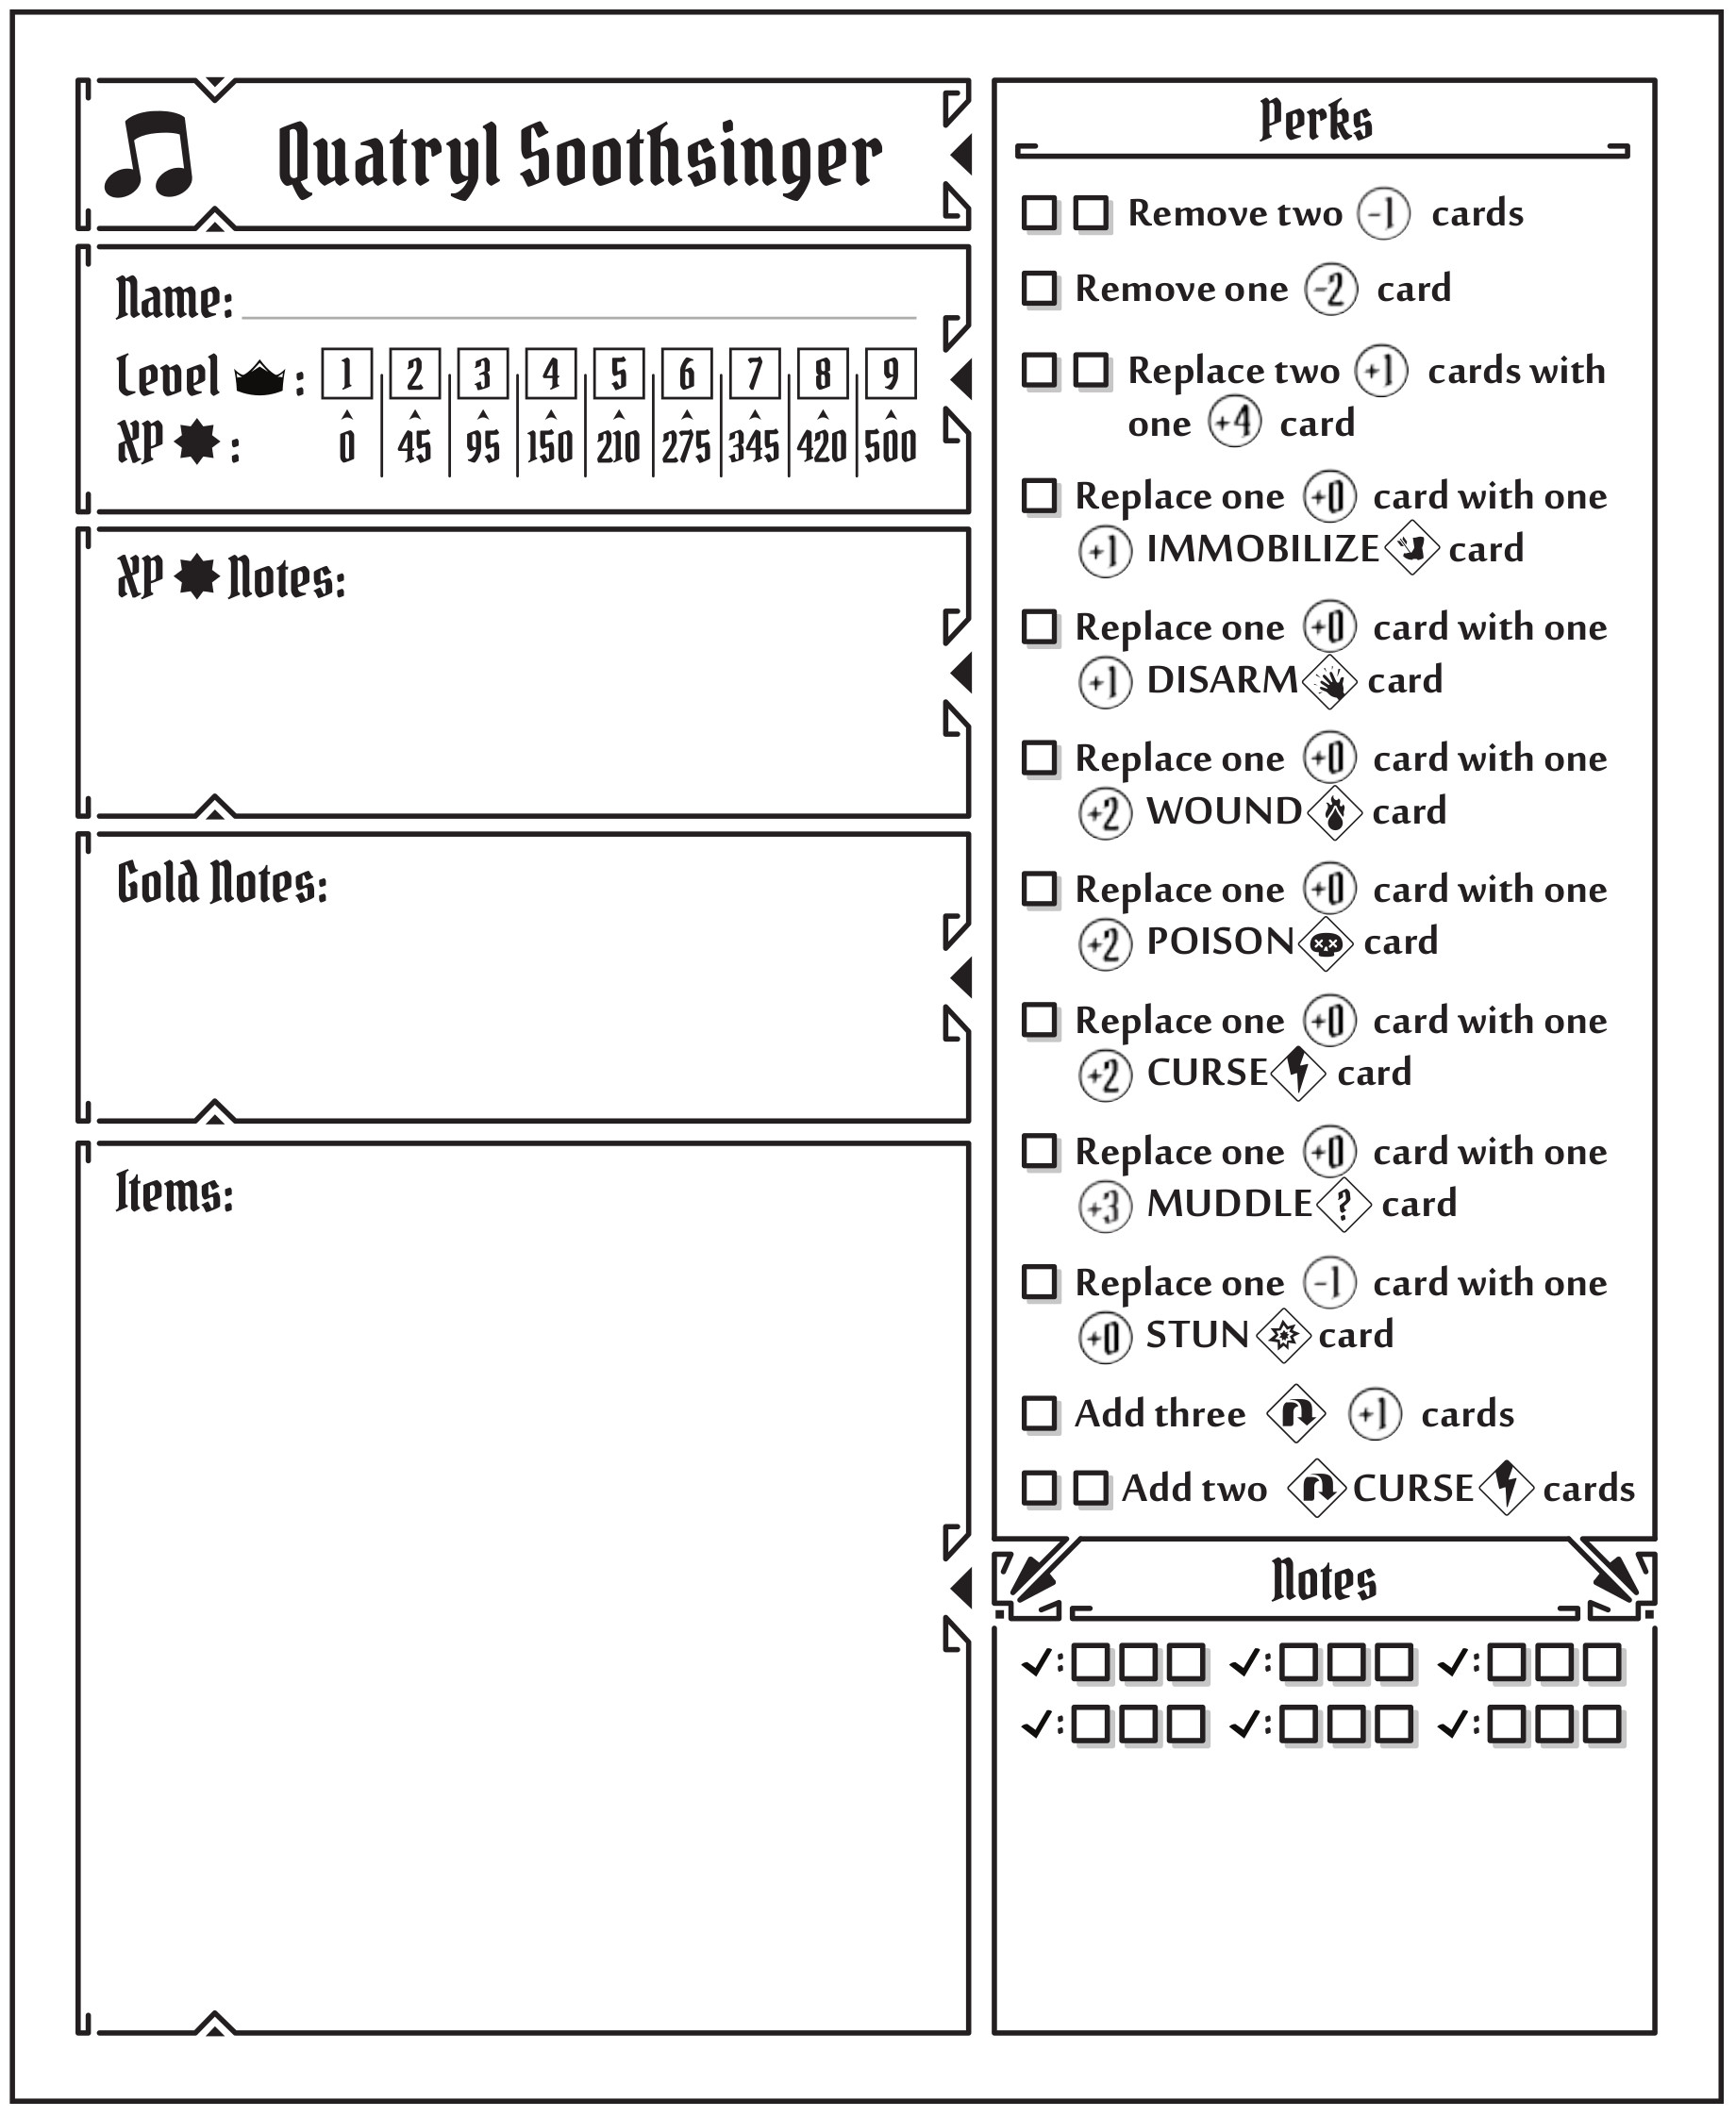 Quatryl Soothsinger
Name:
Level : 1 2 3 4 5 6 7 8 9
XP : 0 45 95 150 210 275 345 420 500
XP Notes:
Gold Notes:
Items:
Perks
Remove two -1 cards
Remove one -2 card
Replace two +1 cards with
one +4 card
Replace one +0 card with one
+1 IMMOBILIZE card
Replace one +0 card with one
+1 DISARM card
Replace one +0 card with one
+2 WOUND card
Replace one +0 card with one
+2 POISON card
Replace one +0 card with one
+2 CURSE card
Replace one +0 card with one
+3 MUDDLE ? card
Replace one -1 card with one
+0 STUN card
Add three +1 cards
Add two CURSE cards
Notes
✓: ✓: ✓:
✓: ✓: ✓: